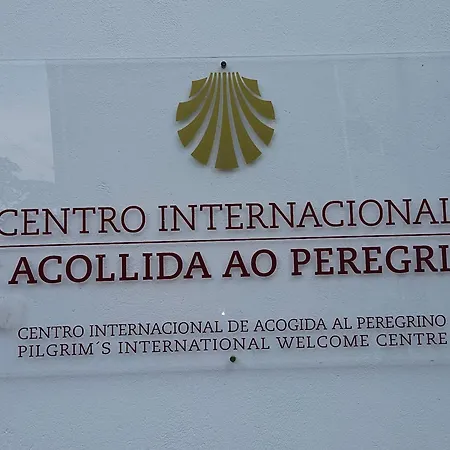 CENTRO INTERNACIONAL
ACOLLIDA AO PEREGRI
CENTRO INTERNACIONAL DE ACOGIDA AL PEREGRINO
PILGRIM´S INTERNATIONAL WELCOME CENTRE